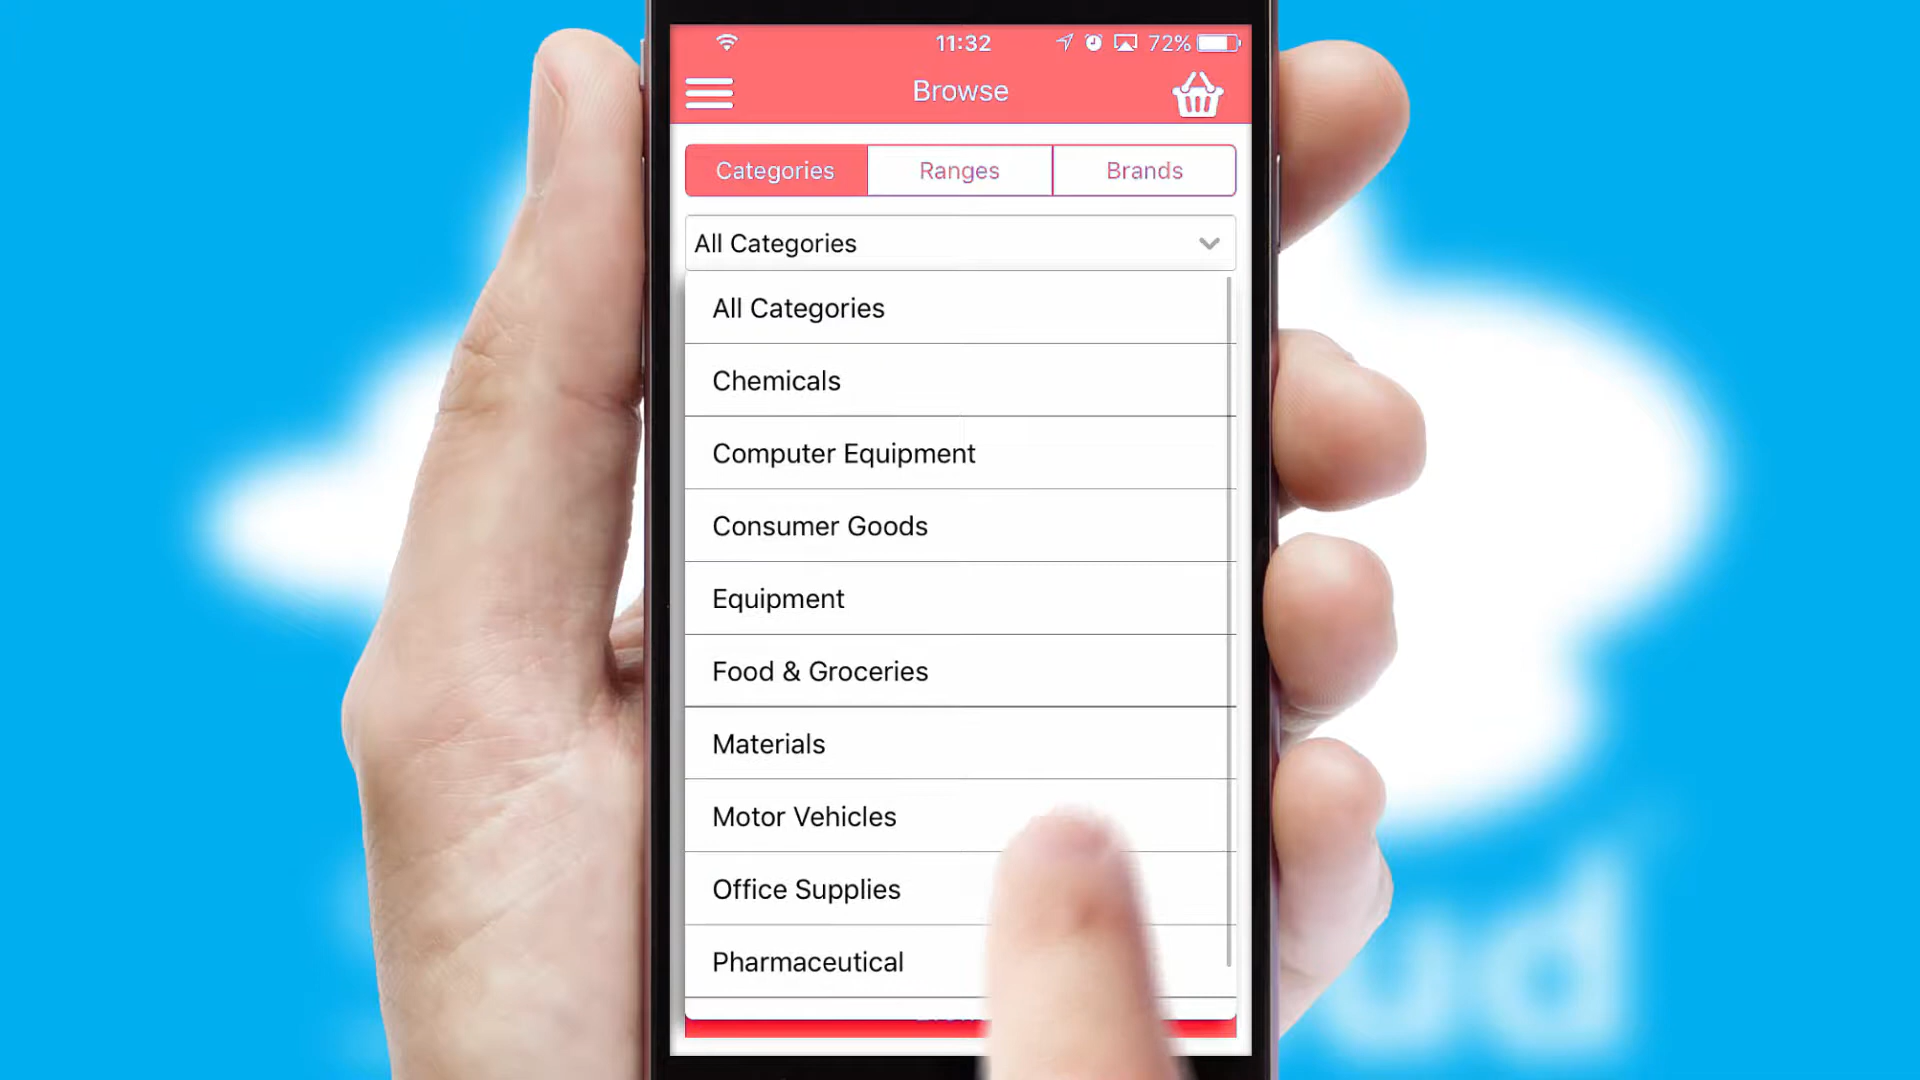 11:32
72%
Browse
Categories
Ranges
Brands
All Categories
All Categories
Chemicals
Computer Equipment
Consumer Goods
Equipment
Food & Groceries
Materials
Motor Vehicles
Office Supplies
Pharmaceutical
ud